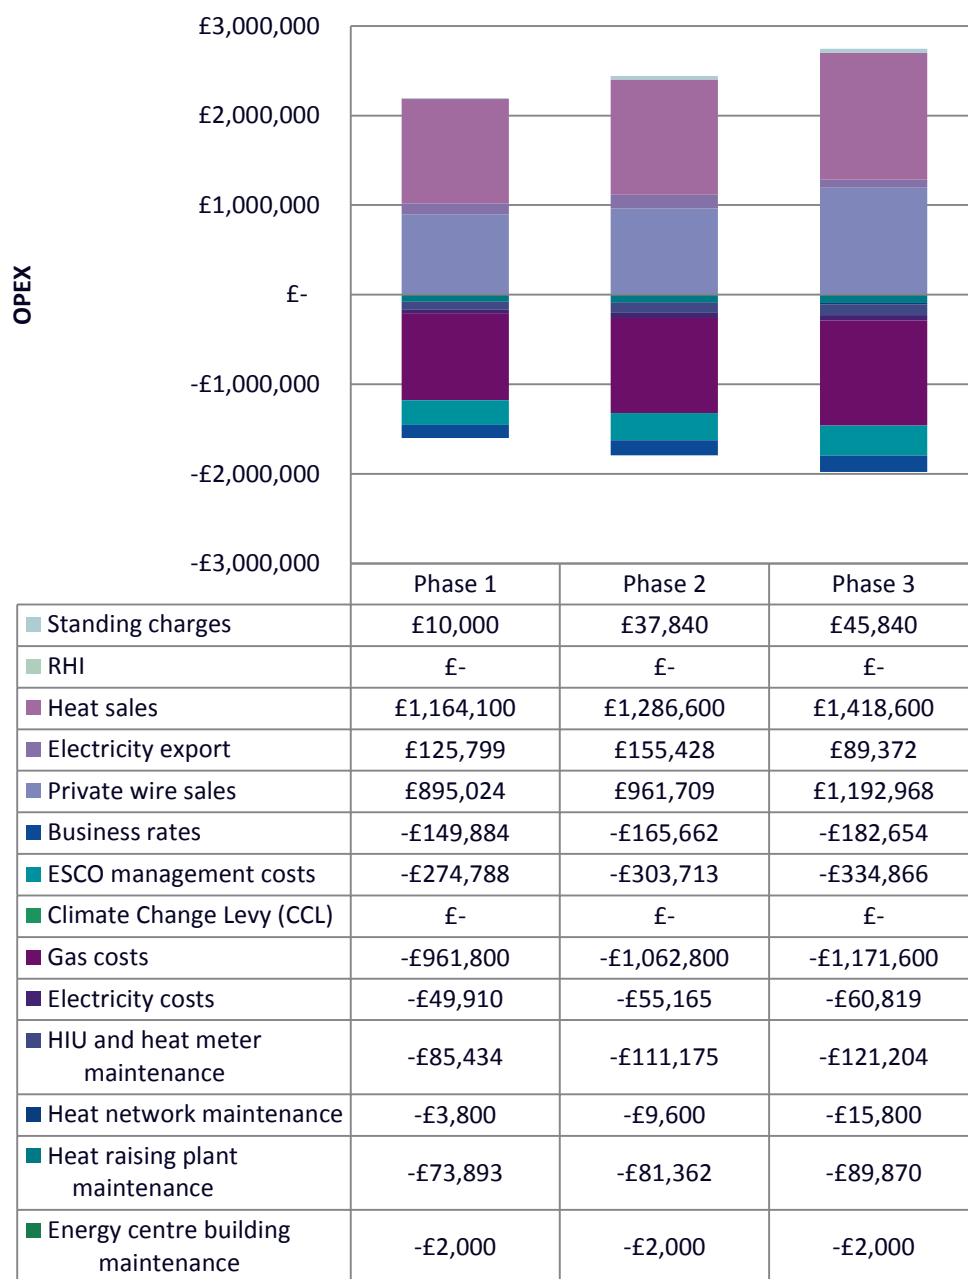 £3,000,000
£2,000,000
£1,000,000
£-
-£1,000,000
-£2,000,000
-£3,000,000
OPEX
Phase 1 Phase 2 Phase 3
Standing charges £10,000 £37,840 £45,840
RHI £- £- £-
Heat sales £1,164,100 £1,286,600 £1,418,600
Electricity export £125,799 £155,428 £89,372
Private wire sales £895,024 £961,709 £1,192,968
Business rates -£149,884 -£165,662 -£182,654
ESCO management costs -£274,788 -£303,713 -£334,866
Climate Change Levy (CCL) £- £- £-
Gas costs -£961,800 -£1,062,800 -£1,171,600
Electricity costs -£49,910 -£55,165 -£60,819
HIU and heat meter
maintenance -£85,434 -£111,175 -£121,204
Heat network maintenance -£3,800 -£9,600 -£15,800
Heat raising plant
maintenance -£73,893 -£81,362 -£89,870
Energy centre building
maintenance -£2,000 -£2,000 -£2,000